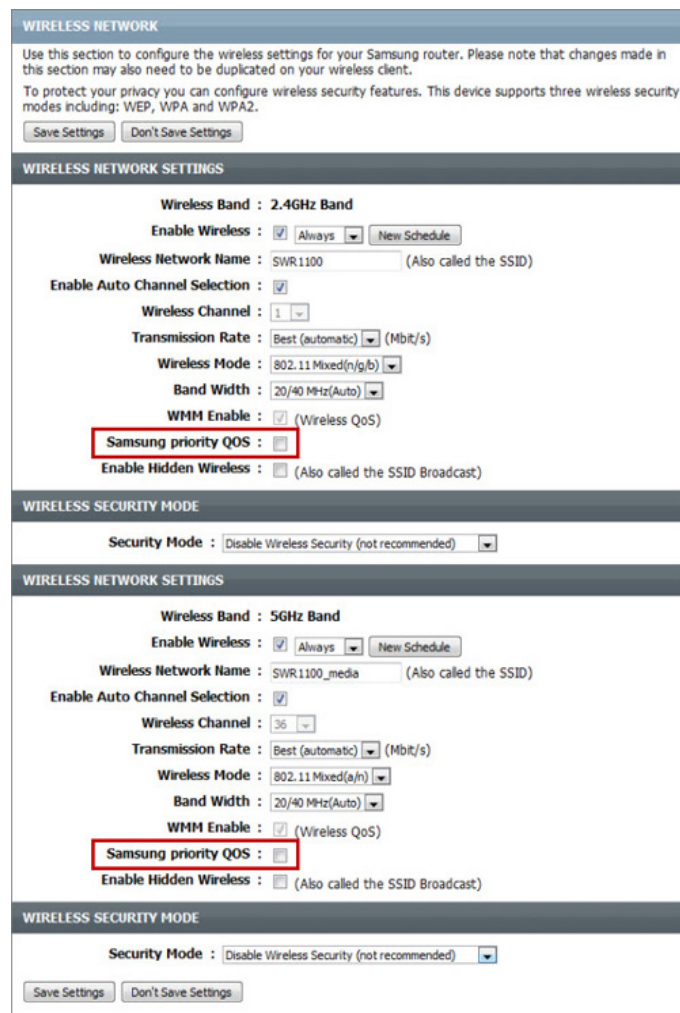 WIRELESS NETWORK
Use this section to configure the wireless settings for your Samsung router. Please note that changes made in
this section may also need to be duplicated on your wireless client.
To protect your privacy you can configure wireless security features. This device supports three wireless security
modes including: WEP, WPA and WPA2.
Save Settings Don't Save Settings
WIRELESS NETWORK SETTINGS
Wireless Band : 2.4GHz Band
Enable Wireless : Always New Schedule
Wireless Network Name : SWR1100 (Also called the SSID)
Enable Auto Channel Selection :
Wireless Channel : 1
Transmission Rate : Best (automatic) (Mbit/s)
Wireless Mode : 802.11 Mixed(n/g/b)
Band Width : 20/40 MHz(Auto)
WMM Enable : (Wireless QoS)
Samsung priority QOS :
Enable Hidden Wireless : (Also called the SSID Broadcast)
WIRELESS SECURITY MODE
Security Mode : Disable Wireless Security (not recommended)
WIRELESS NETWORK SETTINGS
Wireless Band : 5GHz Band
Enable Wireless : Always New Schedule
Wireless Network Name : SWR1100_media (Also called the SSID)
Enable Auto Channel Selection :
Wireless Channel : 36
Transmission Rate : Best (automatic) (Mbit/s)
Wireless Mode : 802.11 Mixed(a/n)
Band Width : 20/40 MHz(Auto)
WMM Enable : (Wireless QoS)
Samsung priority QOS :
Enable Hidden Wireless : (Also called the SSID Broadcast)
WIRELESS SECURITY MODE
Security Mode : Disable Wireless Security (not recommended)
Save Settings Don't Save Settings